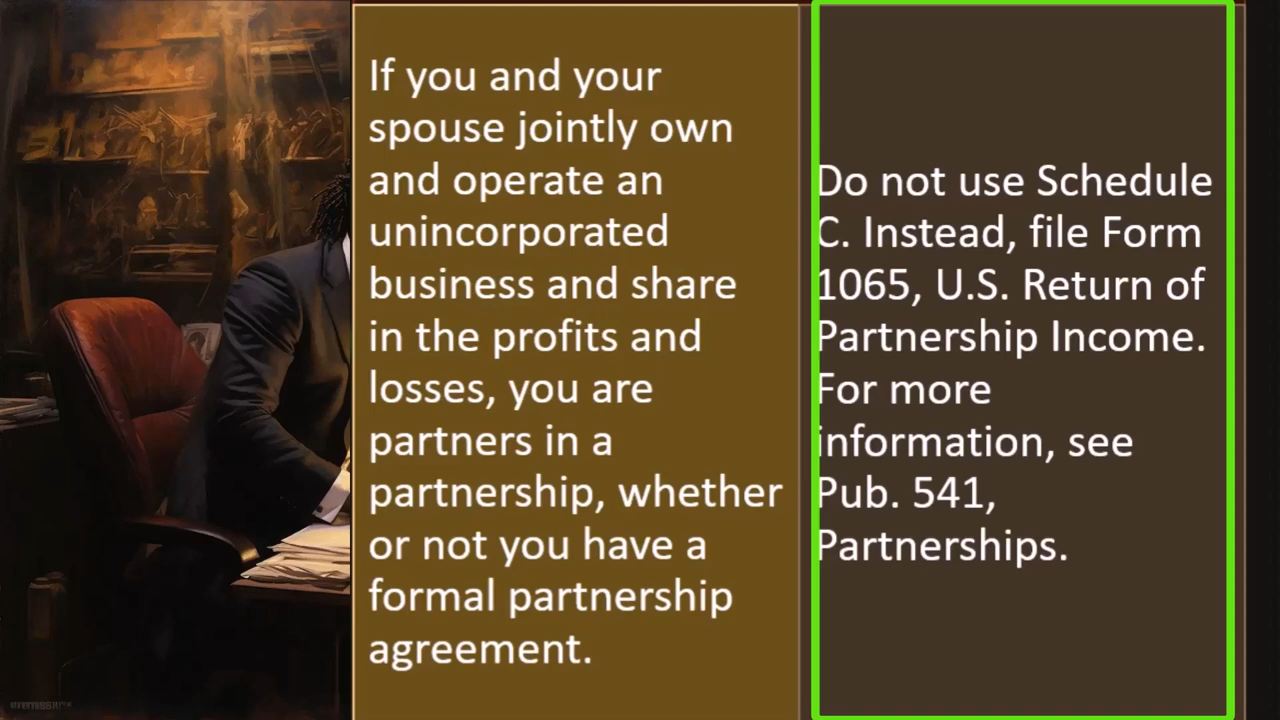 If you and your
spouse jointly own
and operate an
unincorporated
business and share
in the profits and
losses, you are
partners in a
partnership, whether
or not you have a
formal partnership
agreement.
Do not use Schedule
C. Instead, file Form
1065, U.S. Return of
Partnership Income.
For more
information, see
Pub. 541,
Partnerships.